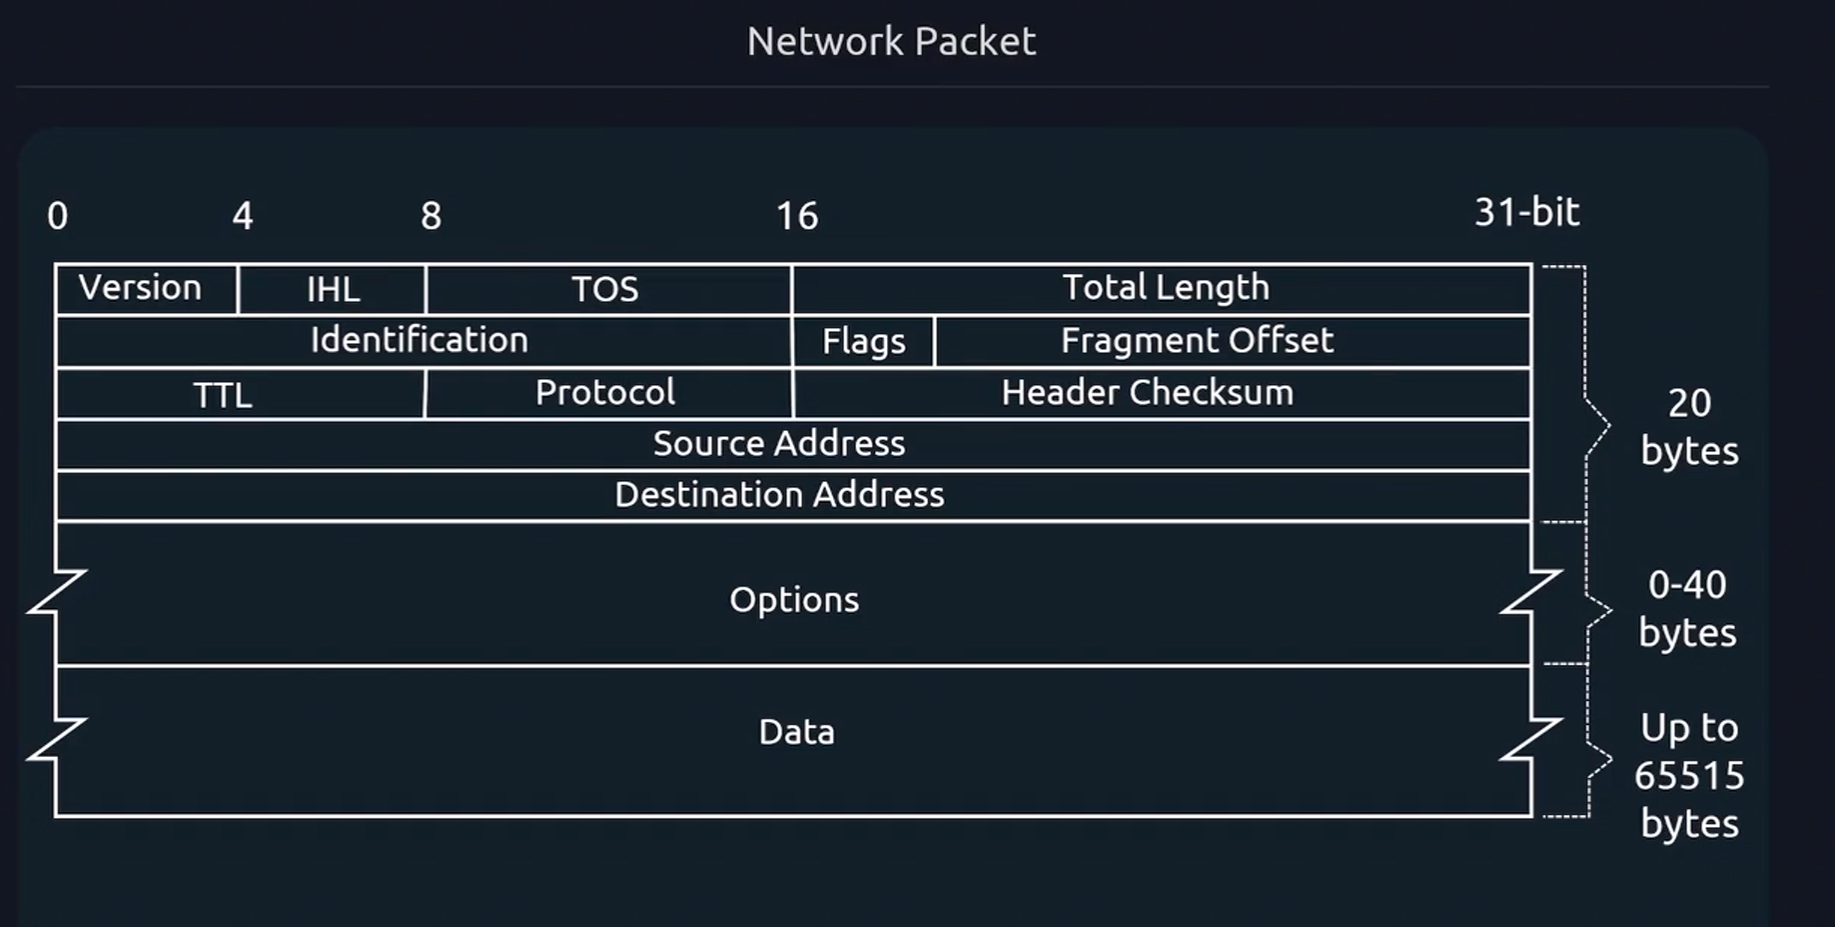 Network Packet
0 4 8 16 31-bit
Version IHL TOS Total Length
Identification Flags Fragment Offset
TTL Protocol Header Checksum
Source Address
Destination Address
20
bytes
Options
0-40
bytes
Data
Up to
65515
bytes